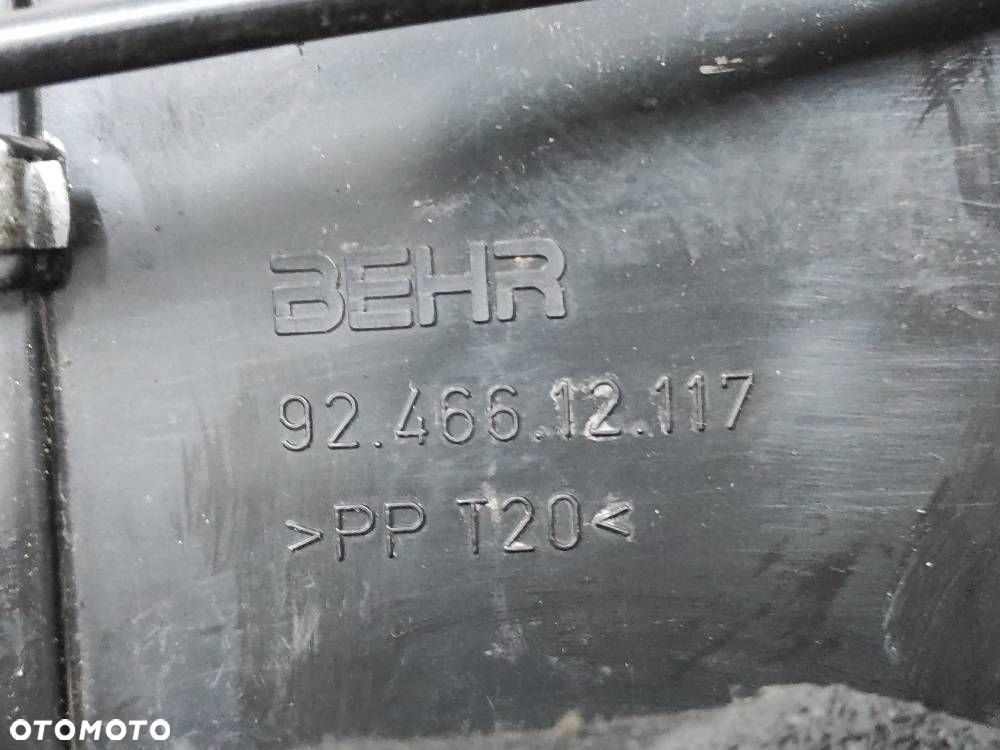 BEHR
92.466.12.117
>PP T20<
OTOMOTO